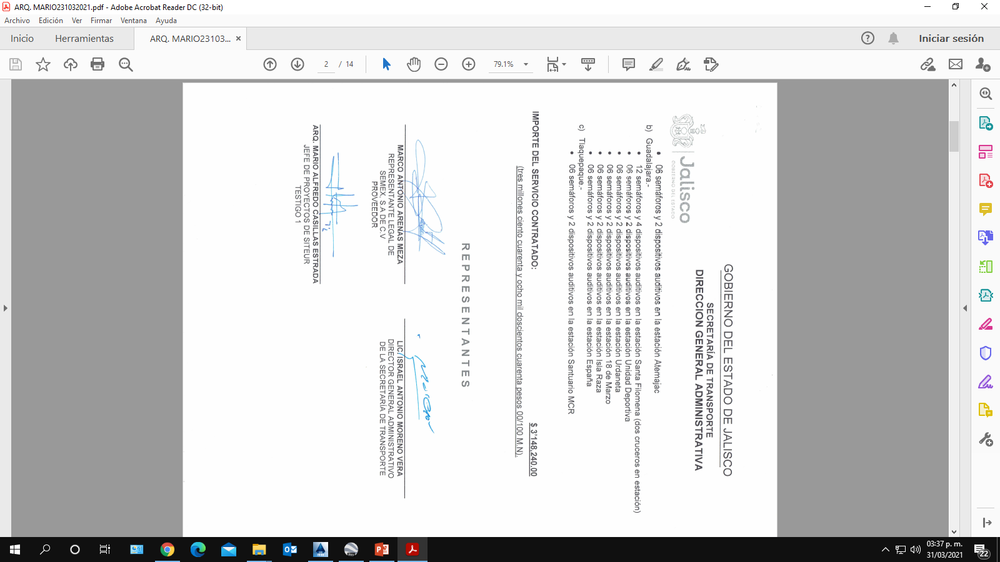 ARQ. MARIO231032021.pdf - Adobe Acrobat Reader DC (32-bit)
Archivo Edición Ver Firmar Ventana Ayuda
Inicio Herramientas ARQ. MARIO23103... × Iniciar sesión
2 / 14 79.1%
GOBIERNO DEL ESTADO DE JALISCO
SECRETARÍA DE TRANSPORTE
DIRECCION GENERAL ADMINISTRATIVA
Jalisco
GOBIERNO DEL ESTADO
• 06 semáforos y 2 dispositivos auditivos en la estación Atemajac
b) Guadalajara.-
• 12 semáforos y 4 dispositivos auditivos en la estación Santa Filomena (dos cruceros en estación)
• 06 semáforos y 2 dispositivos auditivos en la estación Unidad Deportiva
• 06 semáforos y 2 dispositivos auditivos en la estación Urdaneta
• 06 semáforos y 2 dispositivos auditivos en la estación 18 de Marzo
• 06 semáforos y 2 dispositivos auditivos en la estación Isla Raza
• 06 semáforos y 2 dispositivos auditivos en la estación España
c) Tlaquepaque.-
• 06 semáforos y 2 dispositivos auditivos en la estación Santuario MCR
IMPORTE DEL SERVICIO CONTRATADO: $ 3'148,240.00
(tres millones ciento cuarenta y ocho mil doscientos cuarenta pesos 00/100 M.N).
REPRESENTANTES
MARCO ANTONIO ARENAS MEZA
REPRESENTANTE LEGAL DE
SEMEX, S.A DE C.V
PROVEEDOR
LIC. ISRAEL ANTONIO MORENO VERA
DIRECTOR GENERAL ADMINISTRATIVO
DE LA SECRETARÍA DE TRANSPORTE
ARQ. MARIO ALFREDO CASILLAS ESTRADA
JEFE DE PROYECTOS DE SITEUR
TESTIGO 1
03:37 p. m.
31/03/2021
22